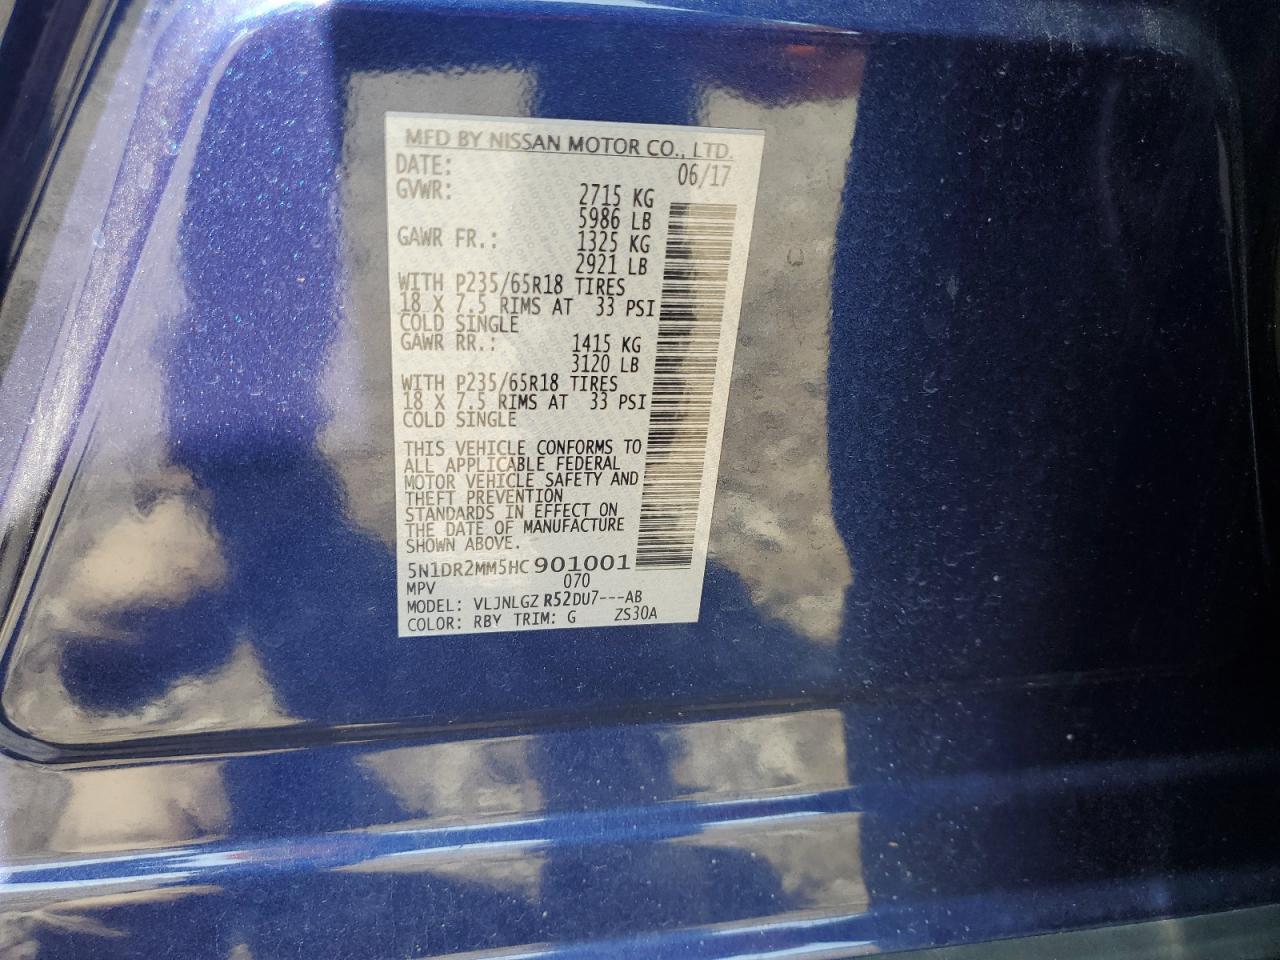 MFD BY NISSAN MOTOR CO., LTD.
DATE: 06/17
GVWR: 2715 KG
5986 LB
GAWR FR.: 1325 KG
2921 LB
WITH P235/65R18 TIRES
18 X 7.5 RIMS AT 33 PSI
COLD SINGLE
GAWR RR.: 1415 KG
3120 LB
WITH P235/65R18 TIRES
18 X 7.5 RIMS AT 33 PSI
COLD SINGLE
THIS VEHICLE CONFORMS TO
ALL APPLICABLE FEDERAL
MOTOR VEHICLE SAFETY AND
THEFT PREVENTION
STANDARDS IN EFFECT ON
THE DATE OF MANUFACTURE
SHOWN ABOVE.
5N1DR2MM5HC901001
MPV 070
MODEL: VLJNLGZ R52DU7---AB
COLOR: RBY TRIM: G ZS30A